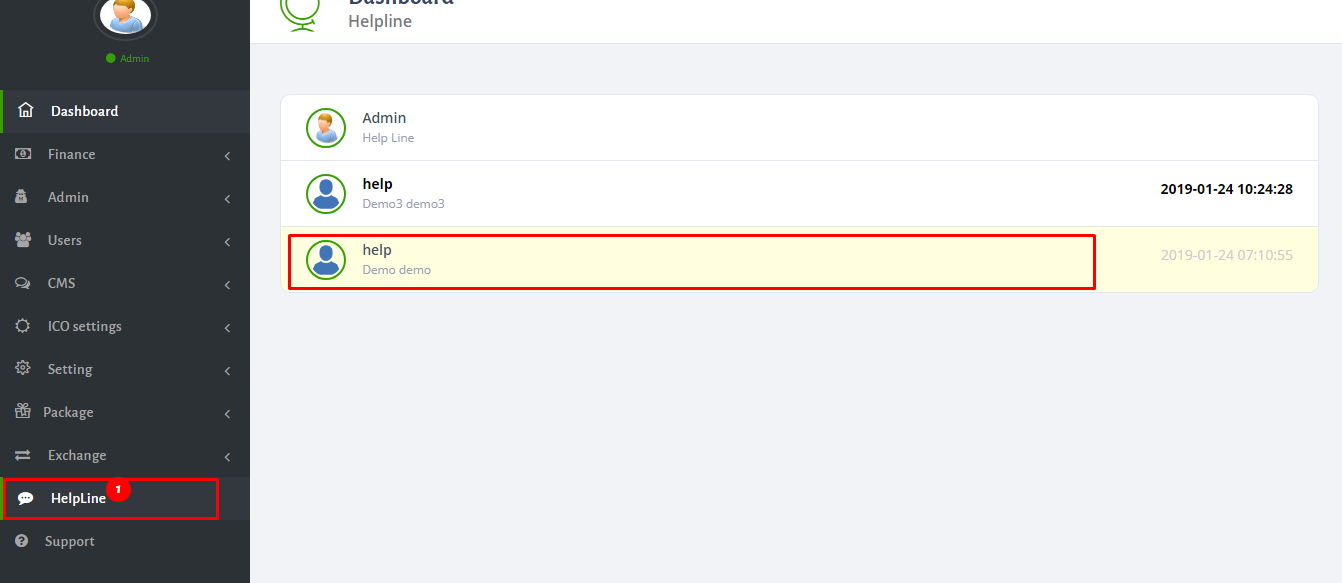 Admin
Dashboard
Finance
Admin
Users
CMS
ICO settings
Setting
Package
Exchange
HelpLine 1
Support
Dashboard
Helpline
Admin
Help Line
help
Demo3 demo3
2019-01-24 10:24:28
help
Demo demo
2019-01-24 07:10:55